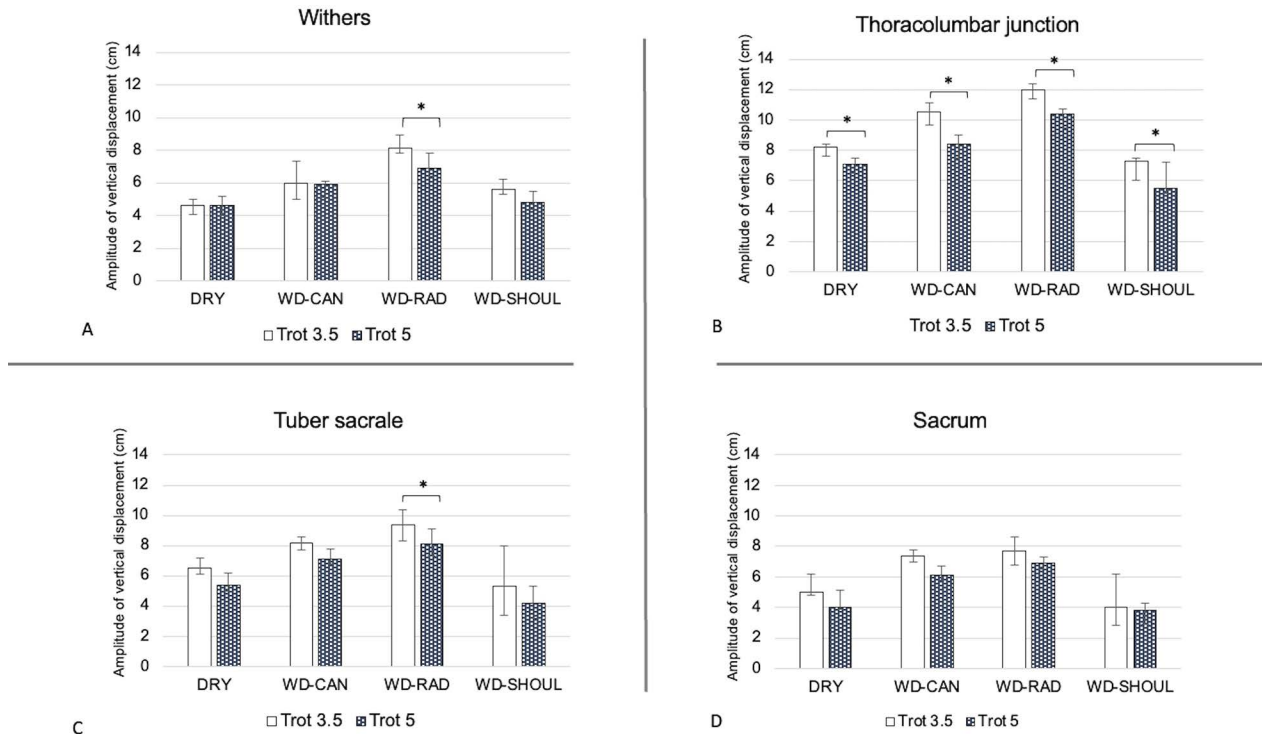 Withers
Amplitude of vertical displacement (cm)
14
12
10
8
6
4
2
0
*
DRY WD-CAN WD-RAD WD-SHOUL
A
Trot 3.5 Trot 5
Thoracolumbar junction
Amplitude of vertical displacement (cm)
14
12
10
8
6
4
2
0
* * * *
DRY WD-CAN WD-RAD WD-SHOUL
B
Trot 3.5 Trot 5
Tuber sacrale
Amplitude of vertical displacement (cm)
14
12
10
8
6
4
2
0
*
DRY WD-CAN WD-RAD WD-SHOUL
C
Trot 3.5 Trot 5
Sacrum
Amplitude of vertical displacement (cm)
14
12
10
8
6
4
2
0
DRY WD-CAN WD-RAD WD-SHOUL
D
Trot 3.5 Trot 5